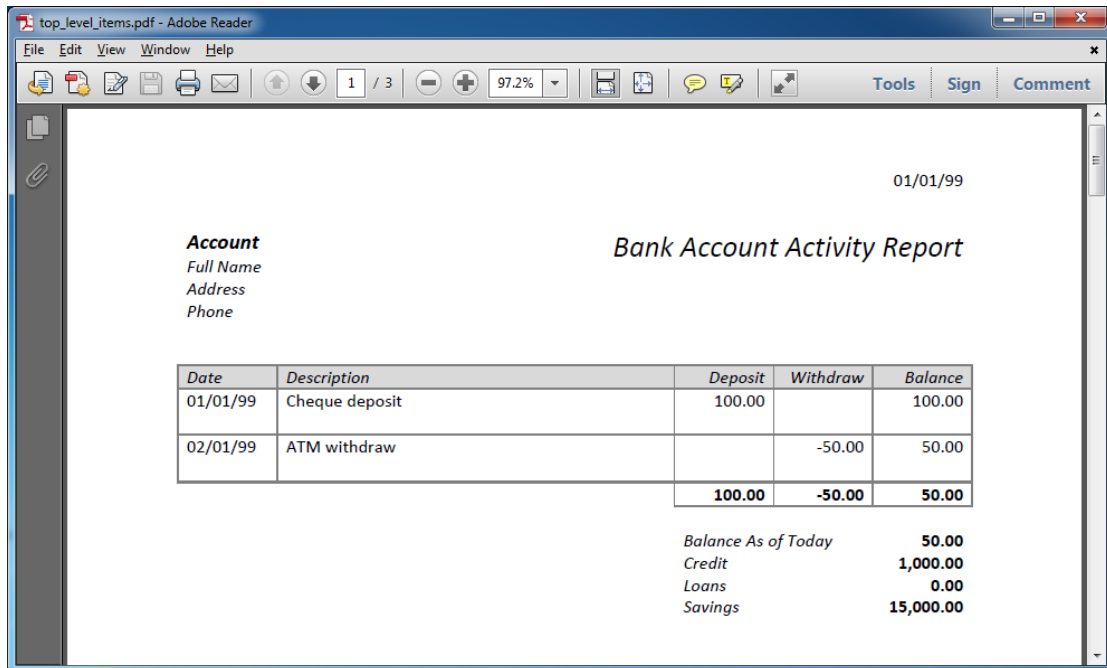 top_level_items.pdf - Adobe Reader
File Edit View Window Help
1 / 3 97.2% Tools Sign Comment
01/01/99
Account Bank Account Activity Report
Full Name
Address
Phone
Date Description Deposit Withdraw Balance
01/01/99 Cheque deposit 100.00 100.00
02/01/99 ATM withdraw -50.00 50.00
100.00 -50.00 50.00
Balance As of Today 50.00
Credit 1,000.00
Loans 0.00
Savings 15,000.00